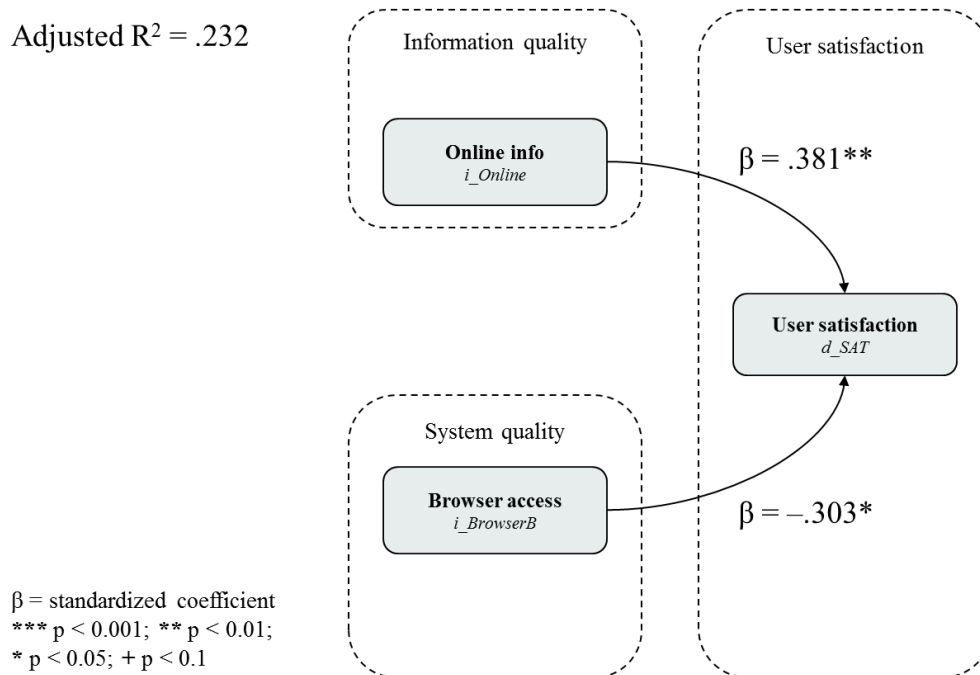 Adjusted R² = .232
Information quality
User satisfaction
Online info
i_Online
β = .381**
User satisfaction
d_SAT
System quality
Browser access
i_BrowserB
β = –.303*
β = standardized coefficient
*** p < 0.001; ** p < 0.01;
* p < 0.05; + p < 0.1